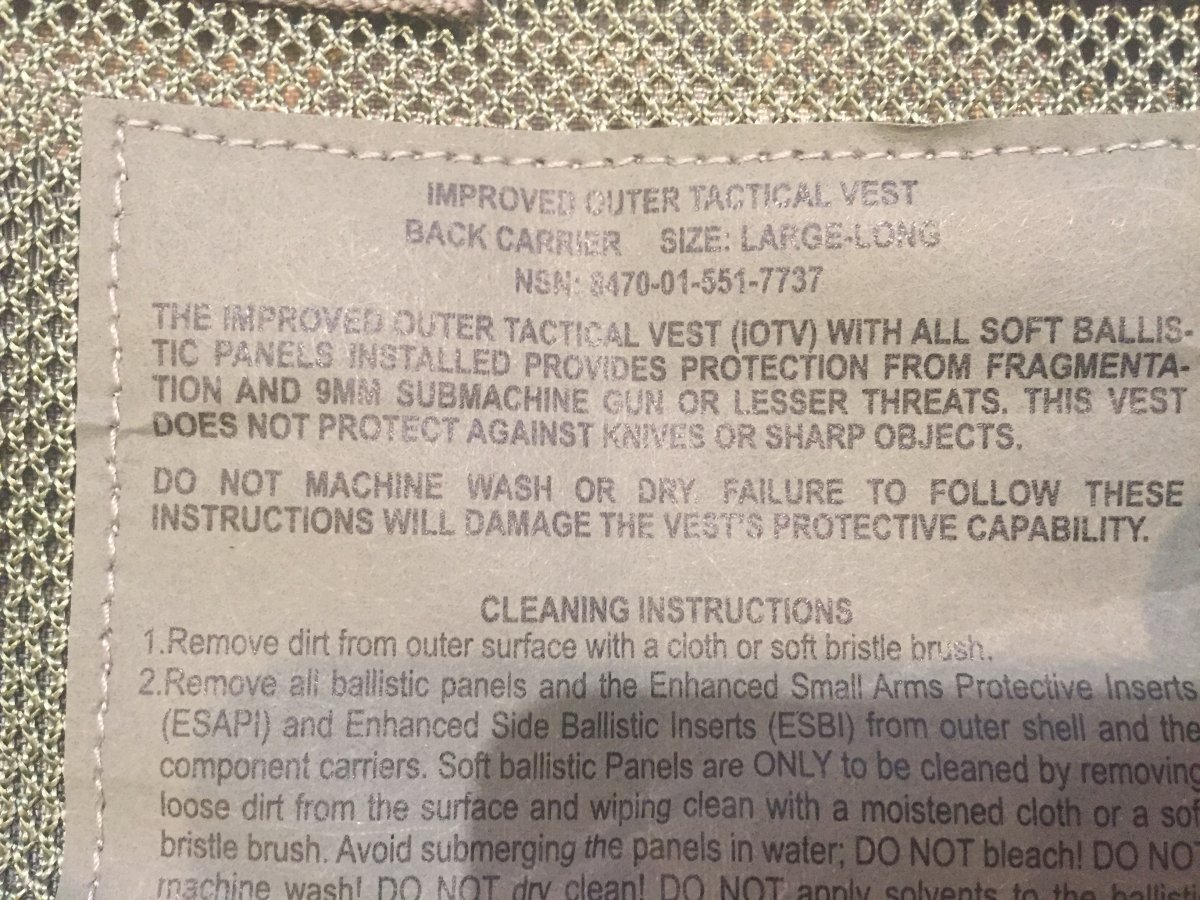 IMPROVED OUTER TACTICAL VEST
BACK CARRIER SIZE: LARGE-LONG
NSN: 8470-01-551-7737
THE IMPROVED OUTER TACTICAL VEST (IOTV) WITH ALL SOFT BALLIS-
TIC PANELS INSTALLED PROVIDES PROTECTION FROM FRAGMENTA-
TION AND 9MM SUBMACHINE GUN OR LESSER THREATS. THIS VEST
DOES NOT PROTECT AGAINST KNIVES OR SHARP OBJECTS.
DO NOT MACHINE WASH OR DRY. FAILURE TO FOLLOW THESE
INSTRUCTIONS WILL DAMAGE THE VEST'S PROTECTIVE CAPABILITY.
CLEANING INSTRUCTIONS
1.Remove dirt from outer surface with a cloth or soft bristle brush.
2.Remove all ballistic panels and the Enhanced Small Arms Protective Inserts
(ESAPI) and Enhanced Side Ballistic Inserts (ESBI) from outer shell and the
component carriers. Soft ballistic Panels are ONLY to be cleaned by removing
loose dirt from the surface and wiping clean with a moistened cloth or a sof
bristle brush. Avoid submerging the panels in water; DO NOT bleach! DO NOT
machine wash! DO NOT dry clean! DO NOT apply solvents to the ballisti